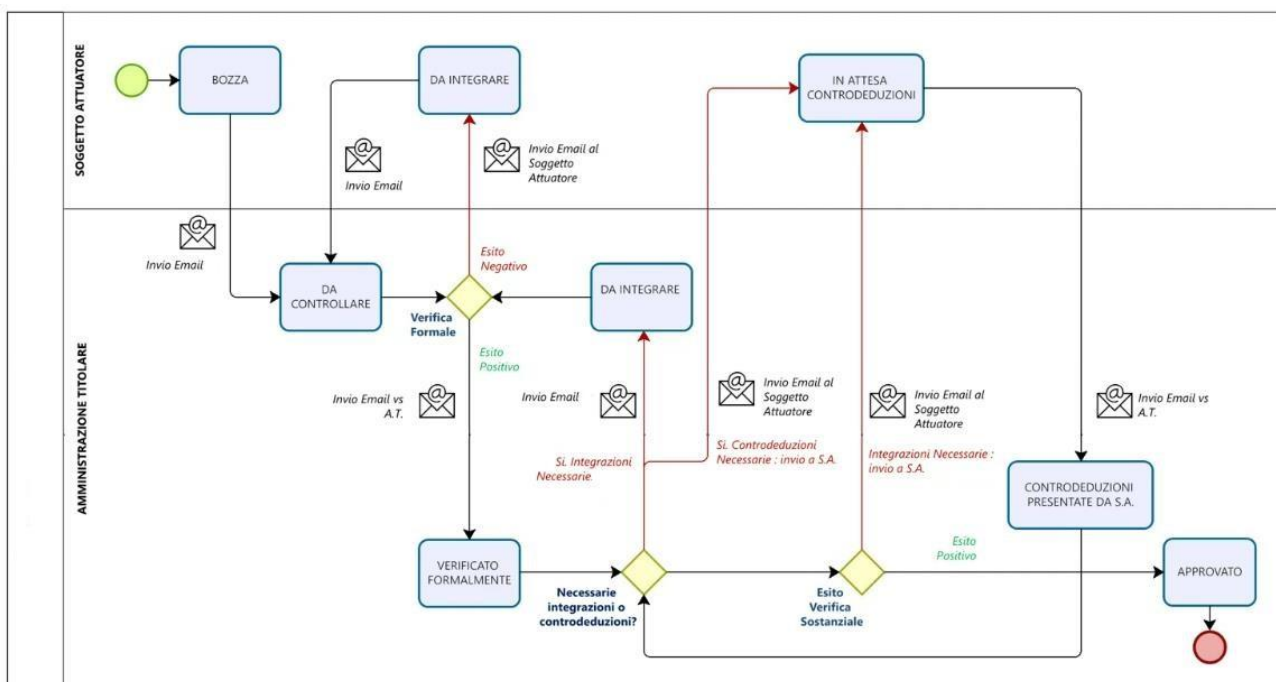 SOGGETTO ATTUATORE
BOZZA
DA INTEGRARE
IN ATTESA
CONTRODEDUZIONI
Invio Email
Invio Email al
Soggetto
Attuatore
AMMINISTRAZIONE TITOLARE
Invio Email
Esito
Negativo
DA
CONTROLLARE
Verifica
Formale
DA INTEGRARE
Esito
Positivo
Invio Email vs
A.T.
Invio Email
Invio Email al
Soggetto
Attuatore
Invio Email al
Soggetto
Attuatore
Invio Email vs
A.T.
Si. Integrazioni
Necessarie
Si. Controdeduzioni
Necessarie : invio a S.A.
Integrazioni Necessarie :
invio a S.A.
CONTRODEDUZIONI
PRESENTATE DA S.A.
VERIFICATO
FORMALMENTE
Necessarie
integrazioni o
controdeduzioni?
Esito
Verifica
Sostanziale
Esito
Positivo
APPROVATO